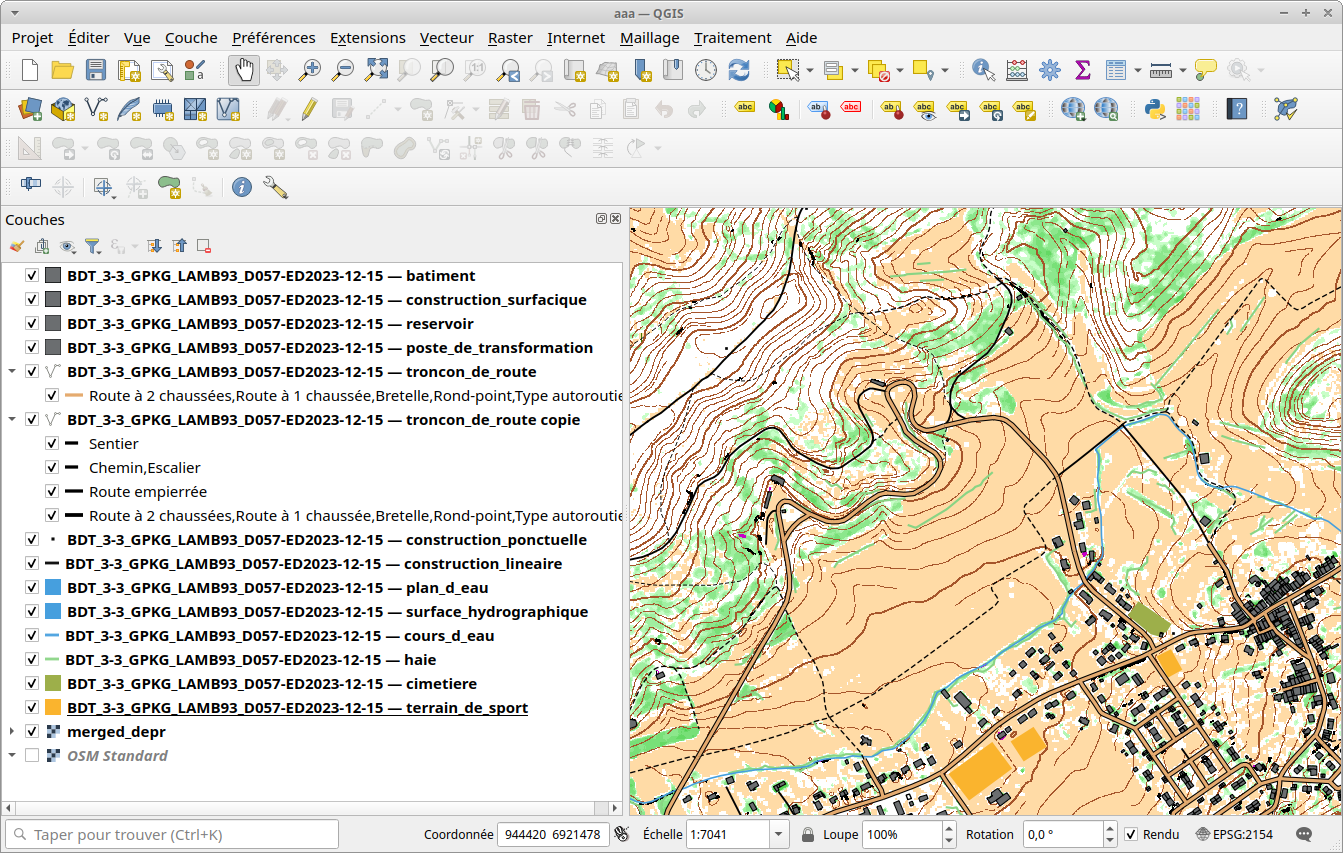 aaa — QGIS
Projet Éditer Vue Couche Préférences Extensions Vecteur Raster Internet Maillage Traitement Aide
Couches
BDT_3-3_GPKG_LAMB93_D057-ED2023-12-15 — batiment
BDT_3-3_GPKG_LAMB93_D057-ED2023-12-15 — construction_surfacique
BDT_3-3_GPKG_LAMB93_D057-ED2023-12-15 — reservoir
BDT_3-3_GPKG_LAMB93_D057-ED2023-12-15 — poste_de_transformation
BDT_3-3_GPKG_LAMB93_D057-ED2023-12-15 — troncon_de_route
Route à 2 chaussées,Route à 1 chaussée,Bretelle,Rond-point,Type autoroutie
BDT_3-3_GPKG_LAMB93_D057-ED2023-12-15 — troncon_de_route copie
Sentier
Chemin,Escalier
Route empierrée
Route à 2 chaussées,Route à 1 chaussée,Bretelle,Rond-point,Type autoroutie
BDT_3-3_GPKG_LAMB93_D057-ED2023-12-15 — construction_ponctuelle
BDT_3-3_GPKG_LAMB93_D057-ED2023-12-15 — construction_lineaire
BDT_3-3_GPKG_LAMB93_D057-ED2023-12-15 — plan_d_eau
BDT_3-3_GPKG_LAMB93_D057-ED2023-12-15 — surface_hydrographique
BDT_3-3_GPKG_LAMB93_D057-ED2023-12-15 — cours_d_eau
BDT_3-3_GPKG_LAMB93_D057-ED2023-12-15 — haie
BDT_3-3_GPKG_LAMB93_D057-ED2023-12-15 — cimetiere
BDT_3-3_GPKG_LAMB93_D057-ED2023-12-15 — terrain_de_sport
merged_depr
OSM Standard
Taper pour trouver (Ctrl+K) Coordonnée 944420 6921478 Échelle 1:7041 Loupe 100% Rotation 0,0 ° Rendu EPSG:2154